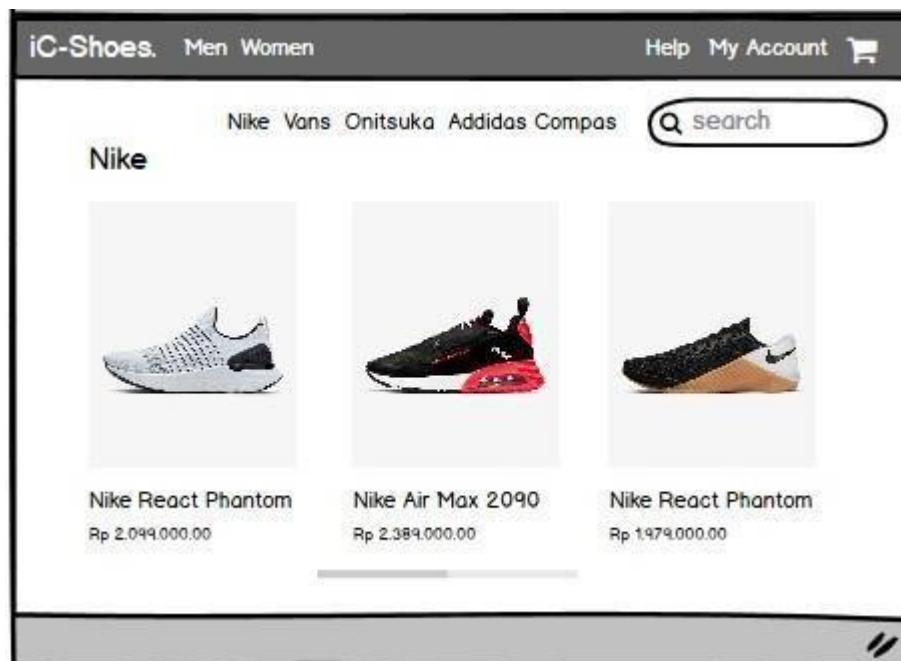 iC-Shoes. Men Women Help My Account
Nike Vans Onitsuka Addidas Compas search
Nike
Nike React Phantom Nike Air Max 2090 Nike React Phantom
Rp 2.099.000.00 Rp 2.389.000.00 Rp 1.979.000.00